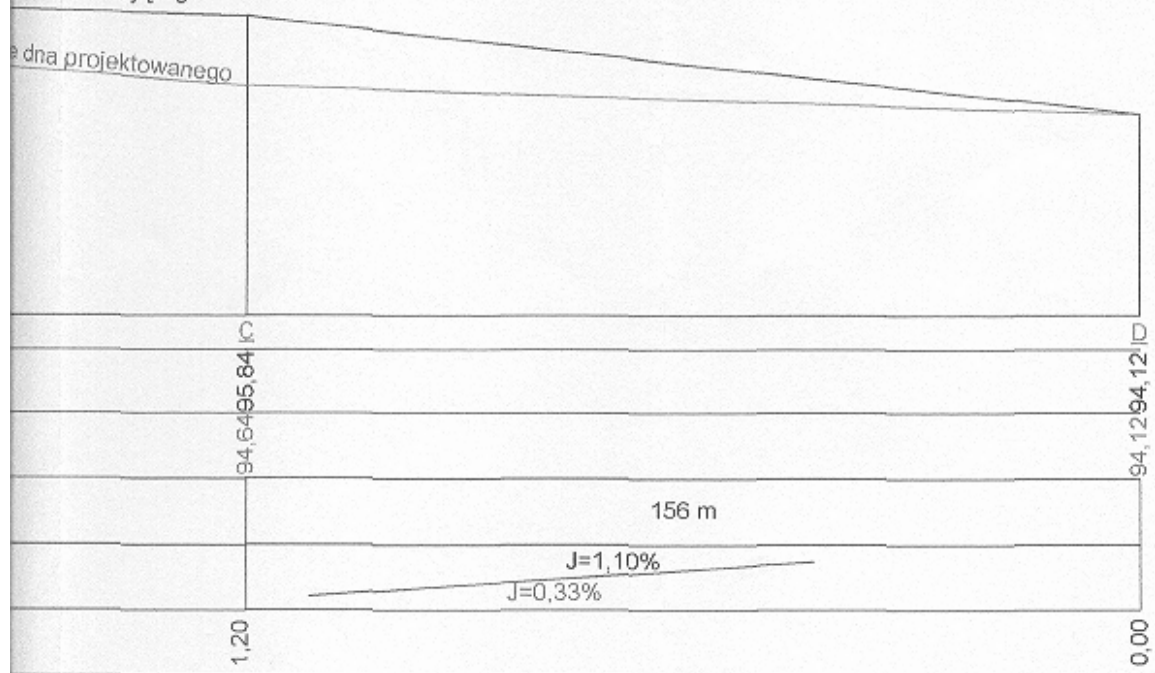 e dna projektowanego
C
D
95,84
94,12
94,64
94,12
156 m
J=1,10%
J=0,33%
1,20
0,00